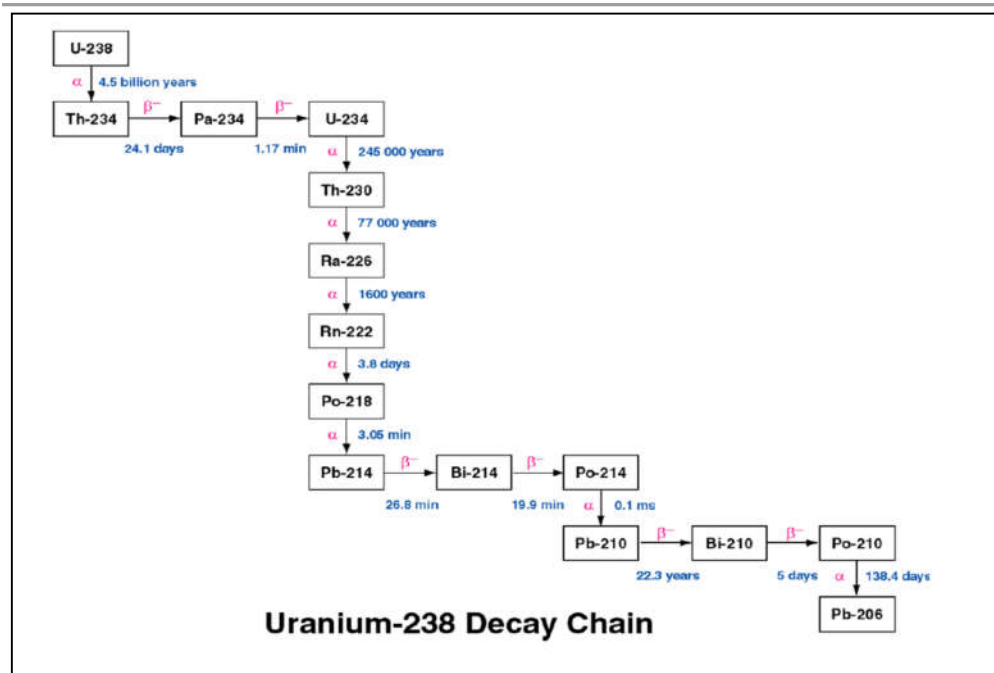 U-238
α 4.5 billion years
Th-234 β⁻ Pa-234 β⁻ U-234
24.1 days 1.17 min α 245 000 years
Th-230
α 77 000 years
Ra-226
α 1600 years
Rn-222
α 3.8 days
Po-218
α 3.05 min
Pb-214 β⁻ Bi-214 β⁻ Po-214
26.8 min 19.9 min α 0.1 ms
Pb-210 β⁻ Bi-210 β⁻ Po-210
22.3 years 5 days α 138.4 days
Pb-206
Uranium-238 Decay Chain